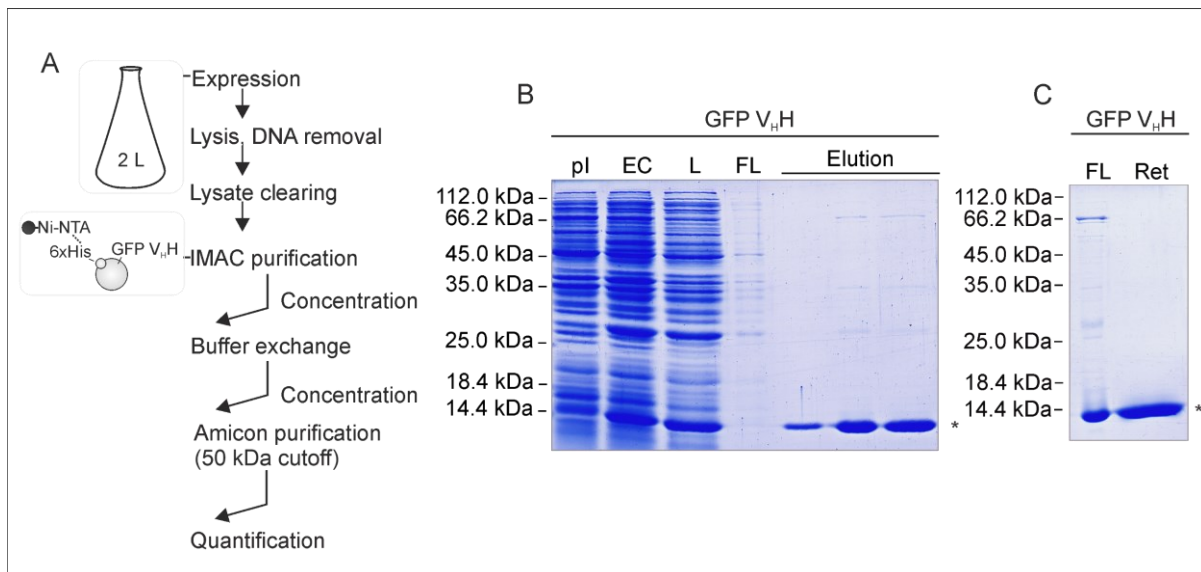 A
2 L
Expression
Lysis, DNA removal
Lysate clearing
Ni-NTA
6xHis
GFP VHH
IMAC purification
Concentration
Buffer exchange
Concentration
Amicon purification
(50 kDa cutoff)
Quantification
B
GFP VHH
pI EC L FL Elution
112.0 kDa
66.2 kDa
45.0 kDa
35.0 kDa
25.0 kDa
18.4 kDa
14.4 kDa
*
C
GFP VHH
FL Ret
112.0 kDa
66.2 kDa
45.0 kDa
35.0 kDa
25.0 kDa
18.4 kDa
14.4 kDa
*